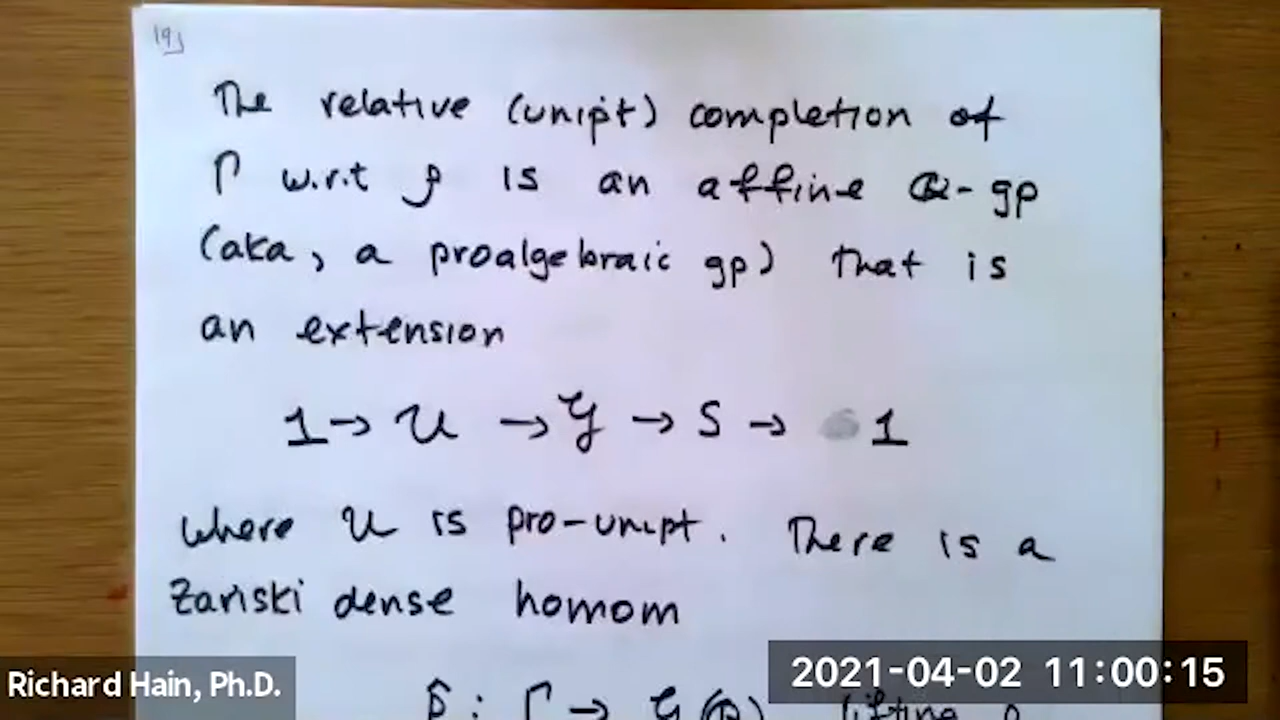 19)
The relative (unipt) completion of
Γ w.r.t ρ is an affine Q-gp
(aka, a proalgebraic gp) that is
an extension
1 → U → G → S → 1
where U is pro-unipt. There is a
Zariski dense homom
ρ̂ : Γ → G(Q) lifting ρ
Richard Hain, Ph.D.
2021-04-02 11:00:15